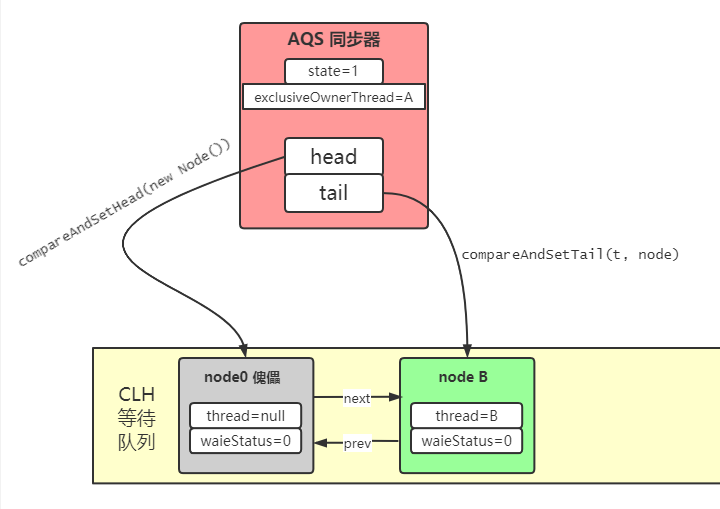 AQS 同步器
state=1
exclusiveOwnerThread=A
head
tail
compareAndSetHead(new Node())
compareAndSetTail(t, node)
CLH
等待
队列
node0 傀儡
thread=null
waieStatus=0
next
prev
node B
thread=B
waieStatus=0